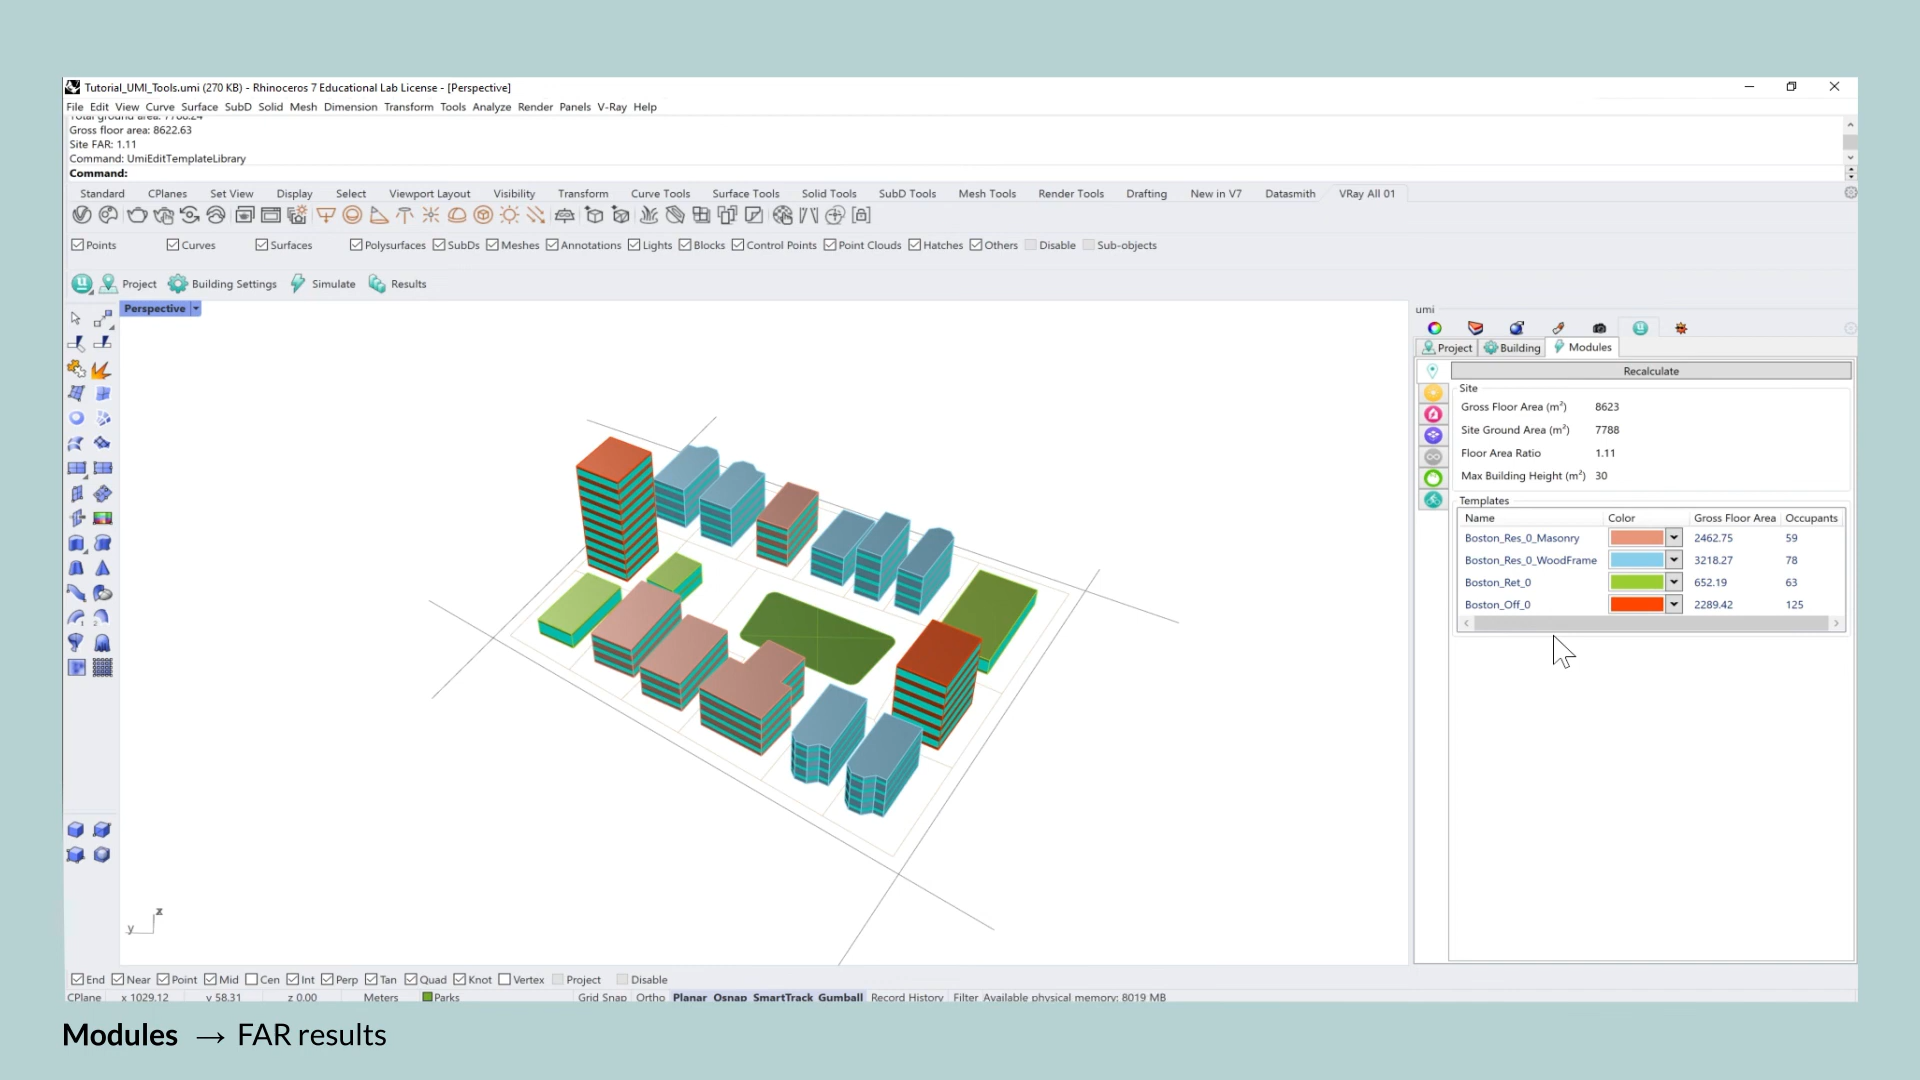 Tutorial_UMI_Tools.umi (270 KB) - Rhinoceros 7 Educational Lab License - [Perspective]
File Edit View Curve Surface SubD Solid Mesh Dimension Transform Tools Analyze Render Panels V-Ray Help
Total ground area: 7788.24
Gross floor area: 8622.63
Site FAR: 1.11
Command: UmiEditTemplateLibrary
Command:
Standard CPlanes Set View Display Select Viewport Layout Visibility Transform Curve Tools Surface Tools Solid Tools SubD Tools Mesh Tools Render Tools Drafting New in V7 Datasmith VRay All 01
Points Curves Surfaces Polysurfaces SubDs Meshes Annotations Lights Blocks Control Points Point Clouds Hatches Others Disable Sub-objects
Project Building Settings Simulate Results
Perspective
umi
Project Building Modules
Recalculate
Site
Gross Floor Area (m²) 8623
Site Ground Area (m²) 7788
Floor Area Ratio 1.11
Max Building Height (m²) 30
Templates
Name Color Gross Floor Area Occupants
Boston_Res_0_Masonry 2462.75 59
Boston_Res_0_WoodFrame 3218.27 78
Boston_Ret_0 652.19 63
Boston_Off_0 2289.42 125
z
y
End Near Point Mid Cen Int Perp Tan Quad Knot Vertex Project Disable
CPlane x 1029.12 y 58.31 z 0.00 Meters Parks Grid Snap Ortho Planar Osnap SmartTrack Gumball Record History Filter Available physical memory: 8019 MB
Modules → FAR results